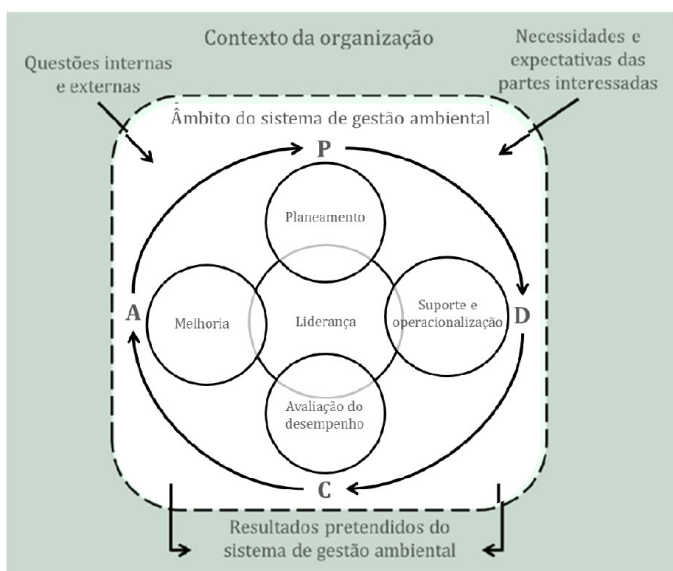 Contexto da organização
Questões internas
e externas
Necessidades e
expectativas das
partes interessadas
Âmbito do sistema de gestão ambiental
P
Planeamento
A
Melhoria
Liderança
Suporte e
operacionalização
D
Avaliação do
desempenho
C
Resultados pretendidos do
sistema de gestão ambiental